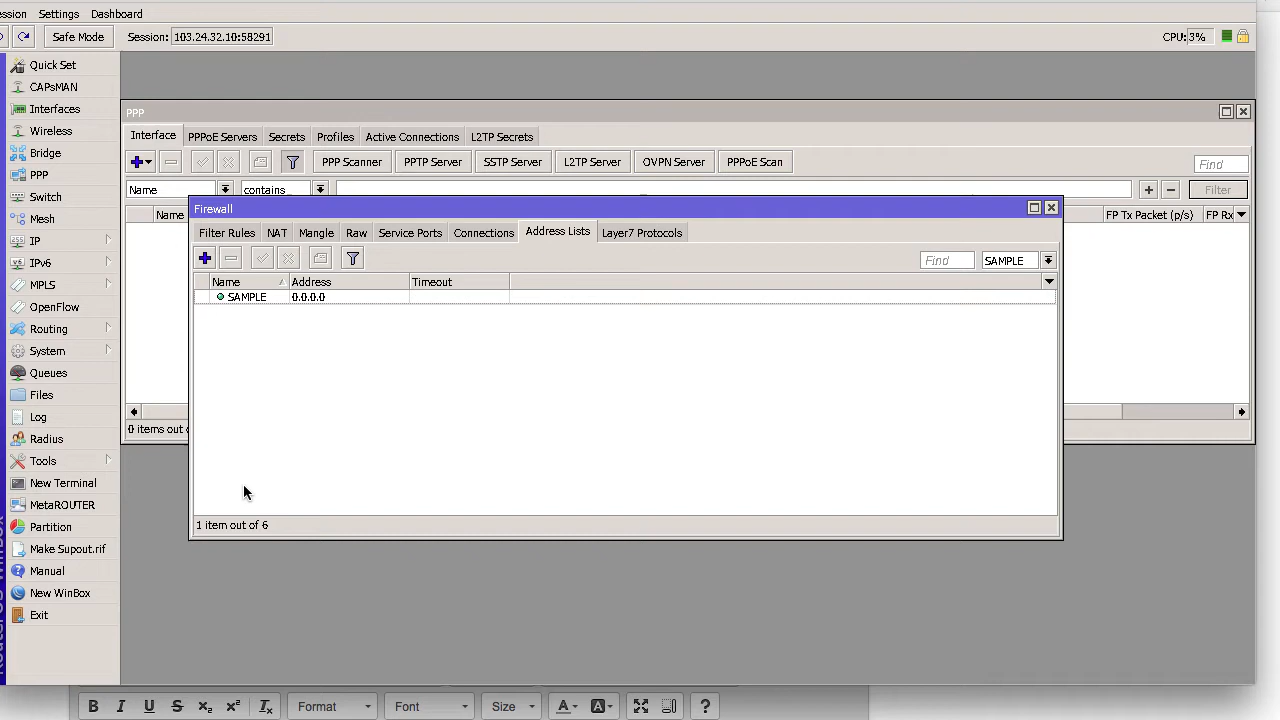 ession Settings Dashboard
Safe Mode Session: 103.24.32.10:58291 CPU: 3%
Quick Set
CAPsMAN
Interfaces
Wireless
Bridge
PPP
Switch
Mesh
IP
IPv6
MPLS
OpenFlow
Routing
System
Queues
Files
Log
Radius
Tools
New Terminal
MetaROUTER
Partition
Make Supout.rif
Manual
New WinBox
Exit
RouterOS WinBox
PPP
Interface PPPoE Servers Secrets Profiles Active Connections L2TP Secrets
PPP Scanner PPTP Server SSTP Server L2TP Server OVPN Server PPPoE Scan Find
Name contains Filter
Name FP Tx Packet (p/s) FP Rx
0 items out o
Firewall
Filter Rules NAT Mangle Raw Service Ports Connections Address Lists Layer7 Protocols
Find SAMPLE
Name Address Timeout
SAMPLE 0.0.0.0
1 item out of 6
B I U S x₂ x² Ix Format Font Size A A ?